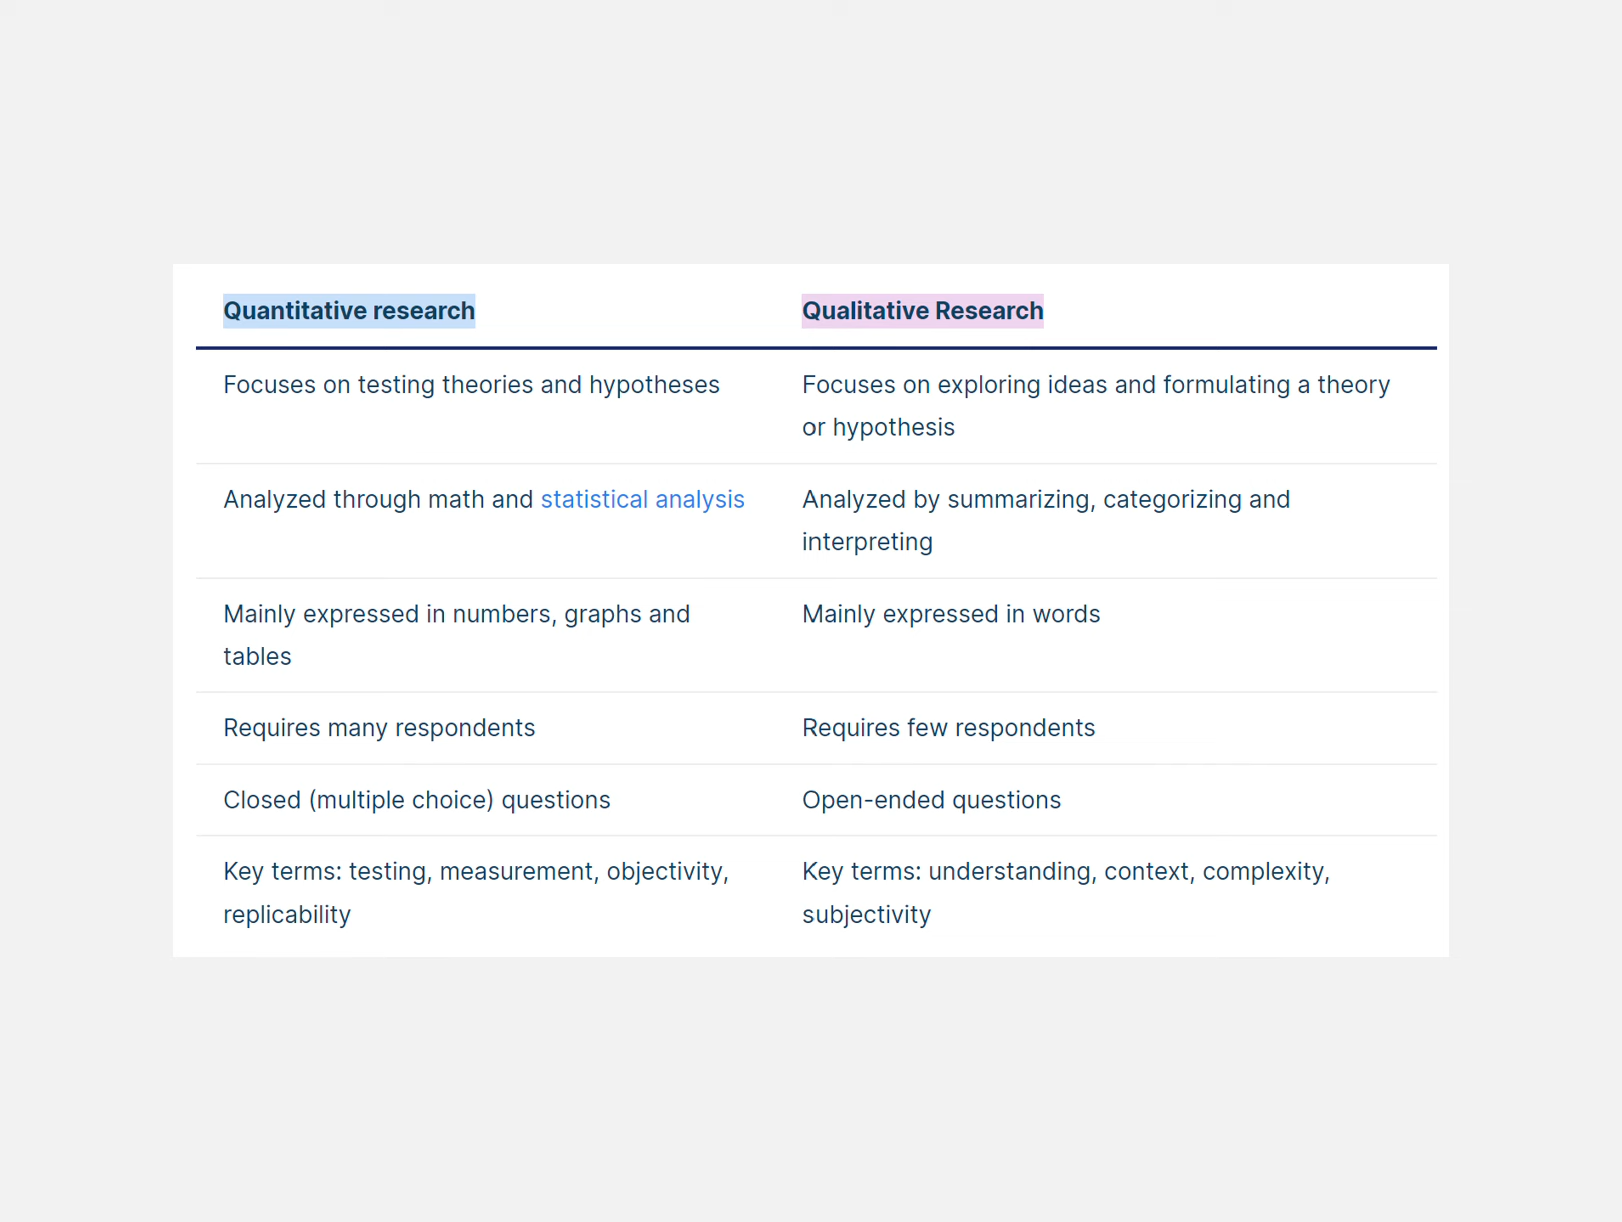 Quantitative research
Qualitative Research
Focuses on testing theories and hypotheses
Focuses on exploring ideas and formulating a theory
or hypothesis
Analyzed through math and statistical analysis
Analyzed by summarizing, categorizing and
interpreting
Mainly expressed in numbers, graphs and
tables
Mainly expressed in words
Requires many respondents
Requires few respondents
Closed (multiple choice) questions
Open-ended questions
Key terms: testing, measurement, objectivity,
replicability
Key terms: understanding, context, complexity,
subjectivity